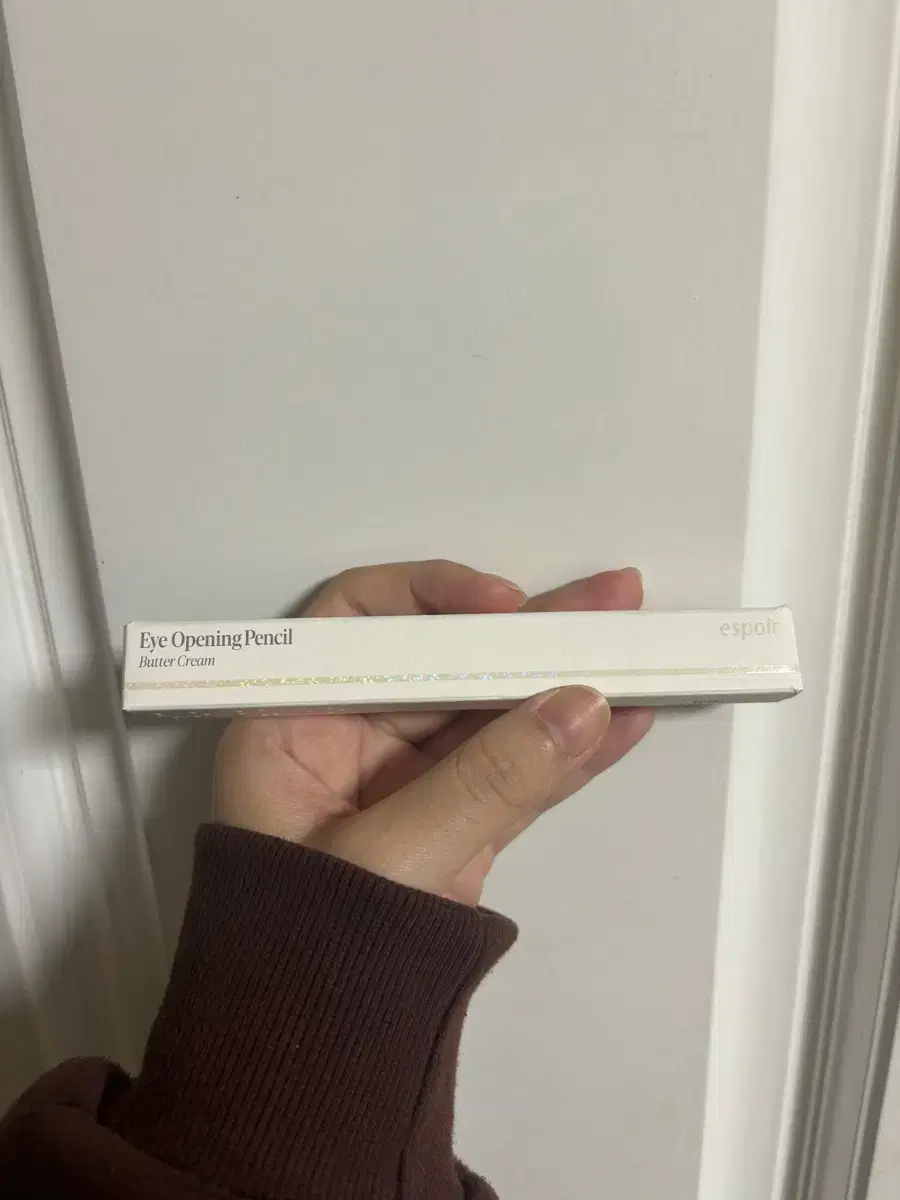 Eye Opening Pencil
Butter Cream
espoir